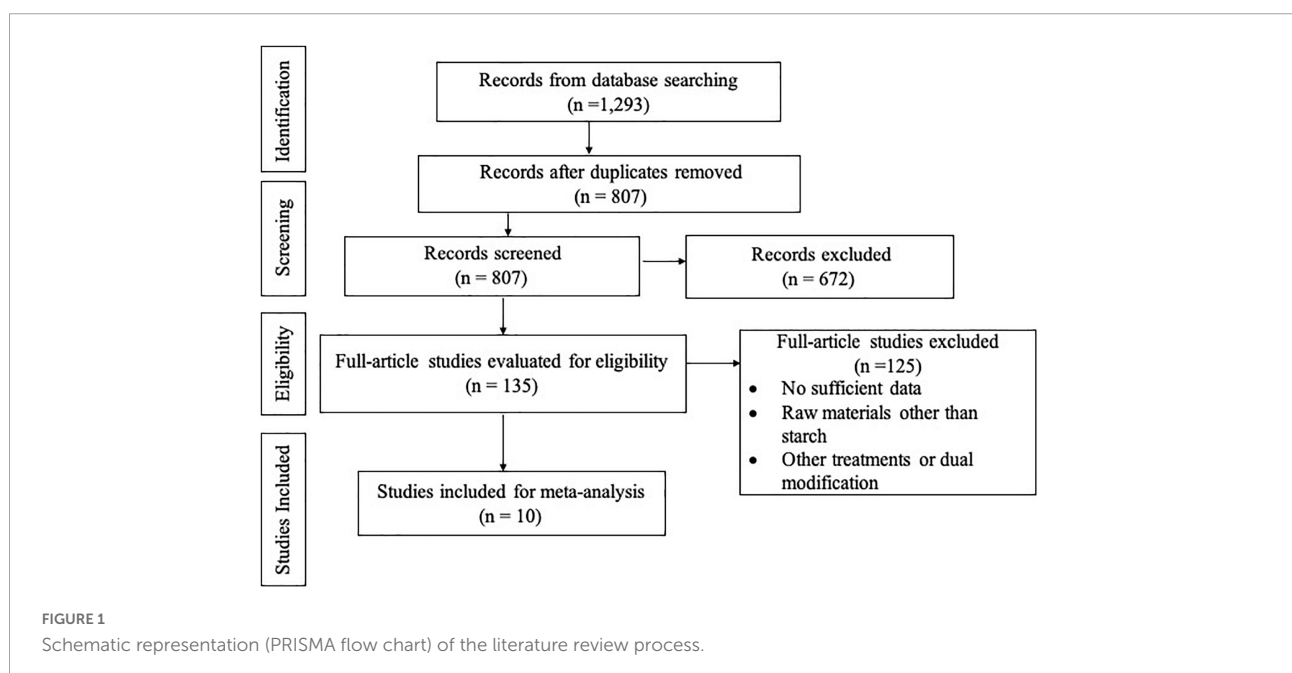 Identification
Records from database searching
(n =1,293)
Records after duplicates removed
(n = 807)
Screening
Records screened
(n = 807)
Records excluded
(n = 672)
Eligibility
Full-article studies evaluated for eligibility
(n = 135)
Full-article studies excluded
(n =125)
• No sufficient data
• Raw materials other than
starch
• Other treatments or dual
modification
Studies Included
Studies included for meta-analysis
(n = 10)
FIGURE 1
Schematic representation (PRISMA flow chart) of the literature review process.